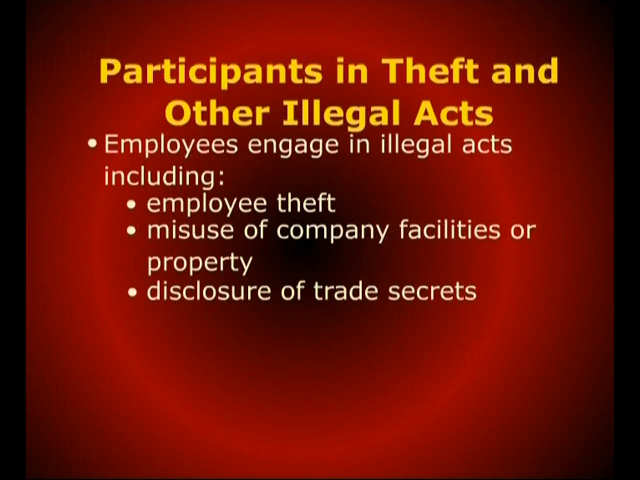 Participants in Theft and
Other Illegal Acts
• Employees engage in illegal acts
including:
• employee theft
• misuse of company facilities or
property
• disclosure of trade secrets